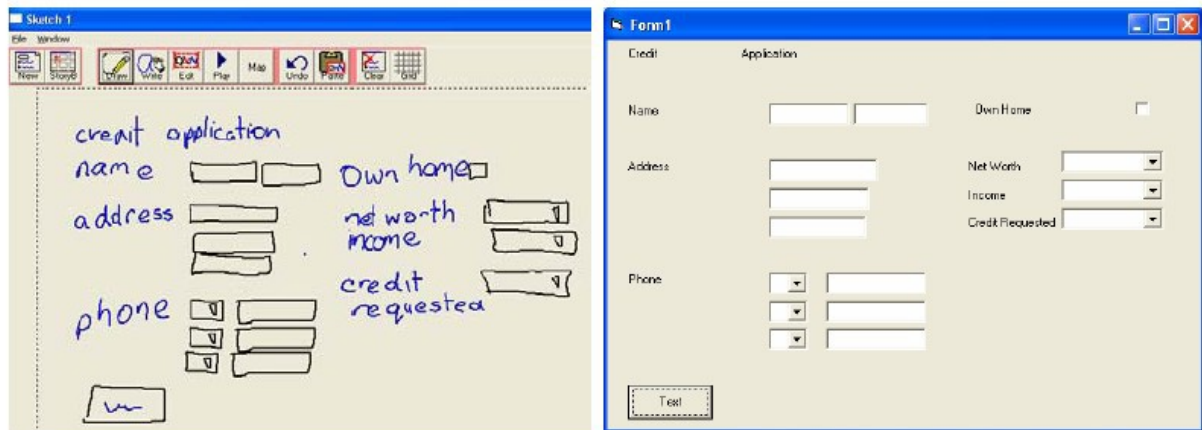 Sketch 1
File Window
New Story8 Draw Write Edit Play Map Undo Paste Clear Grid
credit application
name
Own home
address
net worth
income
credit
requested
phone
Form1
Credit Application
Name
Own Home
Address
Net Worth
Income
Credit Requested
Phone
Text